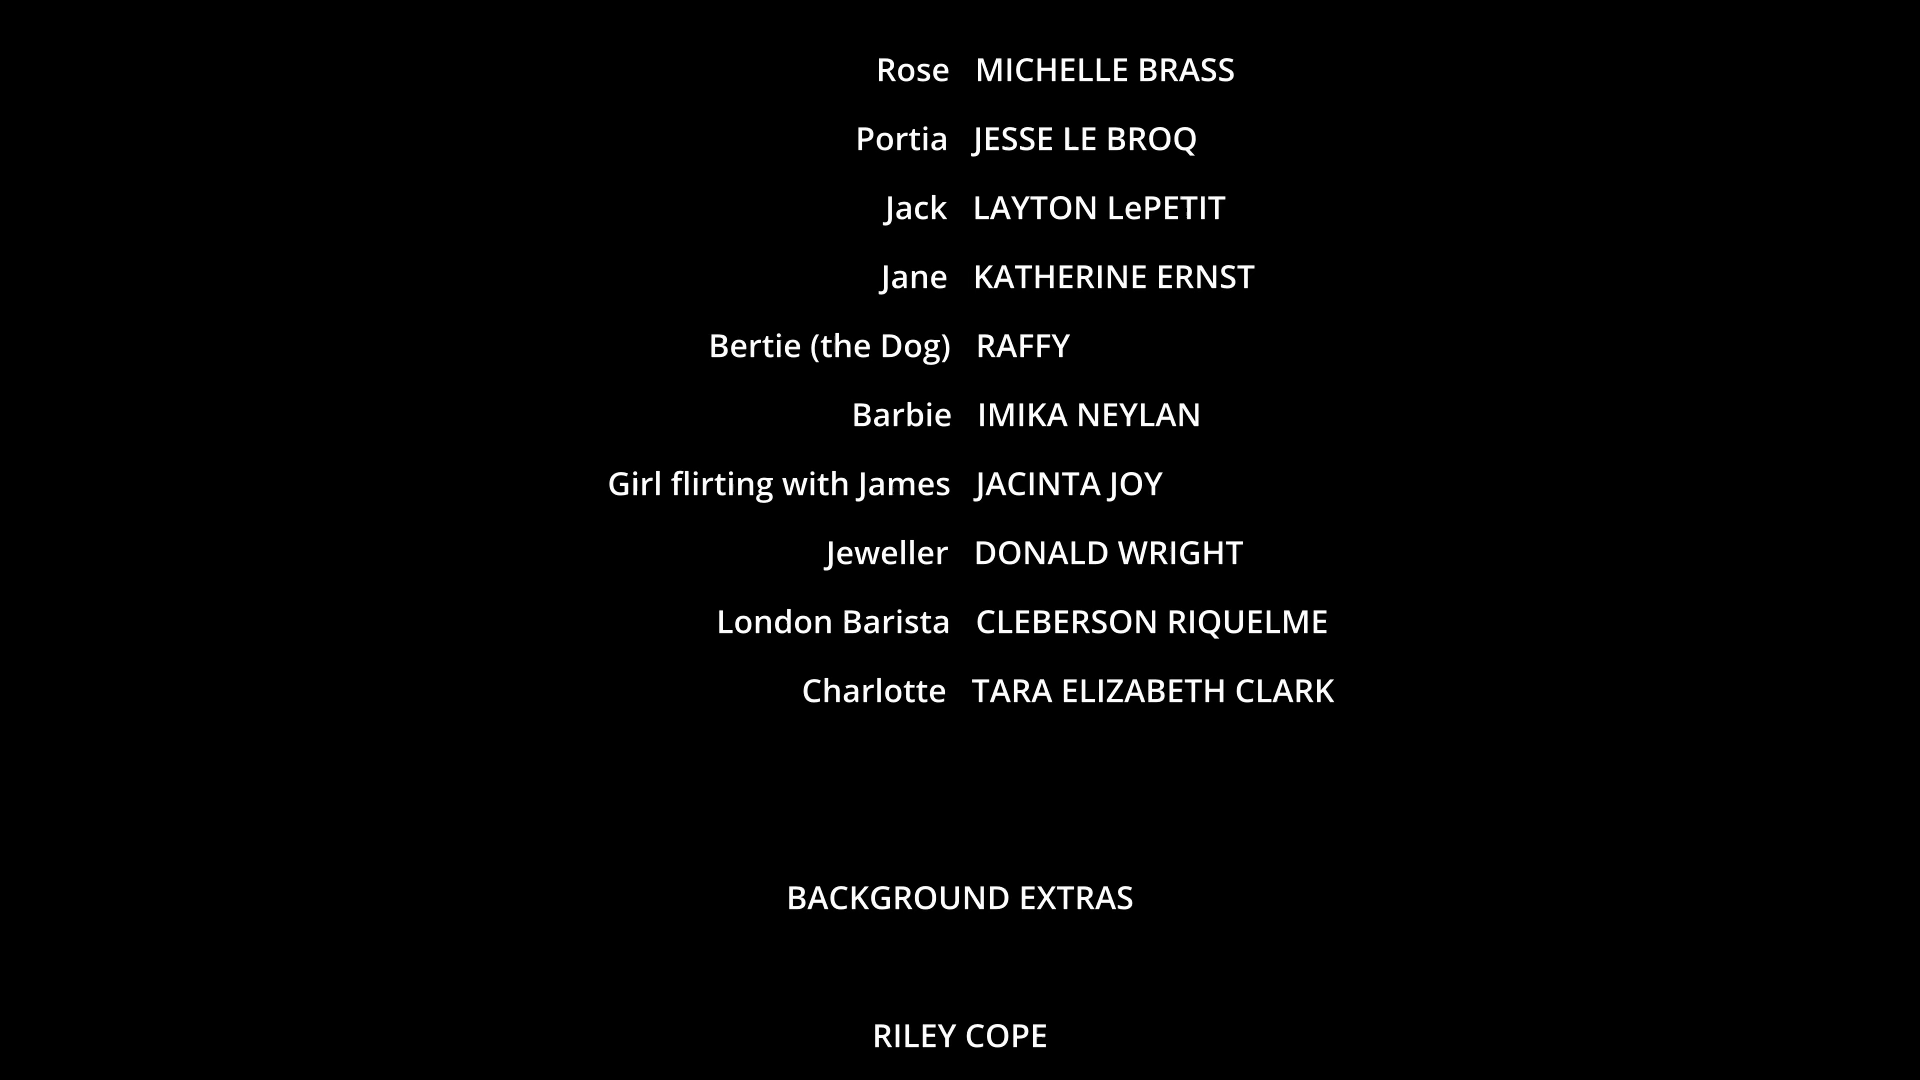 Rose MICHELLE BRASS
Portia JESSE LE BROQ
Jack LAYTON LePETIT
Jane KATHERINE ERNST
Bertie (the Dog) RAFFY
Barbie IMIKA NEYLAN
Girl flirting with James JACINTA JOY
Jeweller DONALD WRIGHT
London Barista CLEBERSON RIQUELME
Charlotte TARA ELIZABETH CLARK
BACKGROUND EXTRAS
RILEY COPE